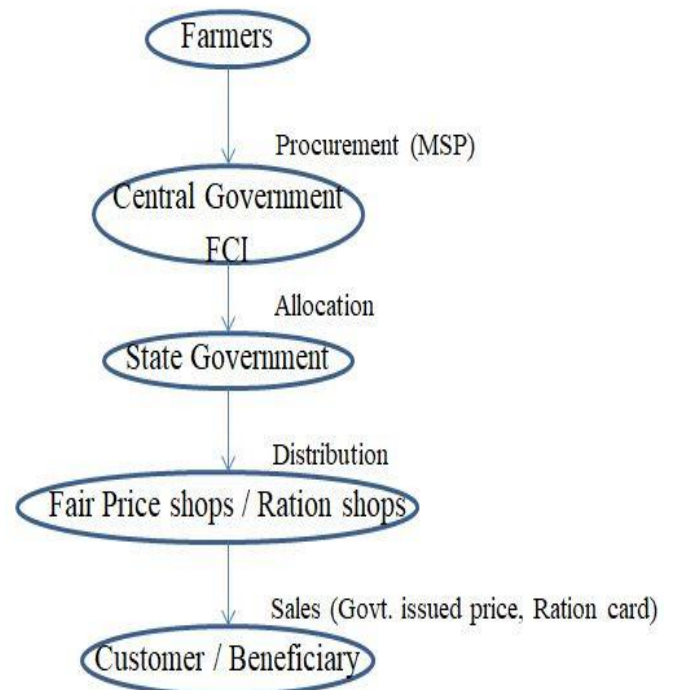 Farmers
Procurement (MSP)
Central Government
FCI
Allocation
State Government
Distribution
Fair Price shops / Ration shops
Sales (Govt. issued price, Ration card)
Customer / Beneficiary